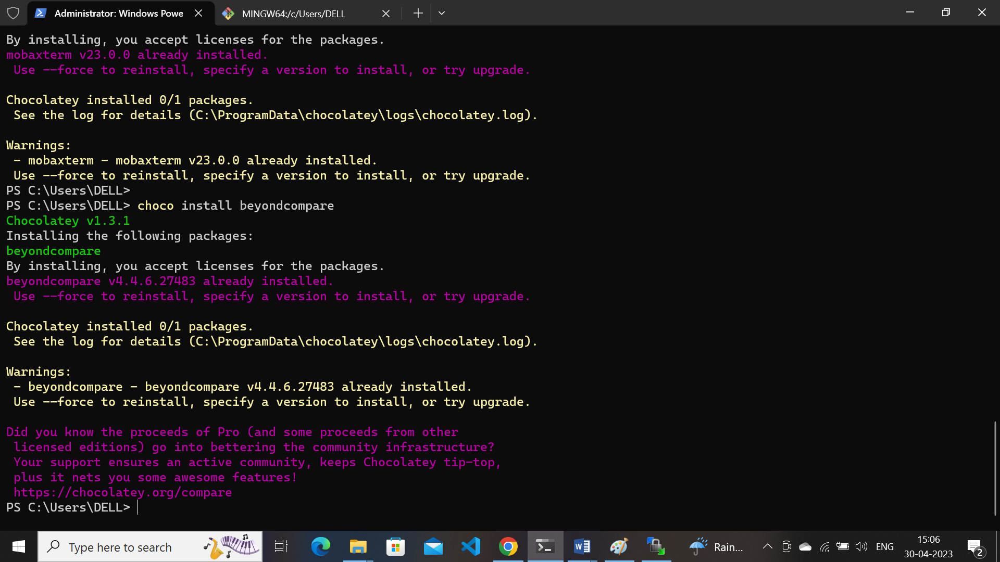 Administrator: Windows Powe
MINGW64:/c/Users/DELL
By installing, you accept licenses for the packages.
mobaxterm v23.0.0 already installed.
Use --force to reinstall, specify a version to install, or try upgrade.
Chocolatey installed 0/1 packages.
See the log for details (C:\ProgramData\chocolatey\logs\chocolatey.log).
Warnings:
- mobaxterm - mobaxterm v23.0.0 already installed.
Use --force to reinstall, specify a version to install, or try upgrade.
PS C:\Users\DELL>
PS C:\Users\DELL> choco install beyondcompare
Chocolatey v1.3.1
Installing the following packages:
beyondcompare
By installing, you accept licenses for the packages.
beyondcompare v4.4.6.27483 already installed.
Use --force to reinstall, specify a version to install, or try upgrade.
Chocolatey installed 0/1 packages.
See the log for details (C:\ProgramData\chocolatey\logs\chocolatey.log).
Warnings:
- beyondcompare - beyondcompare v4.4.6.27483 already installed.
Use --force to reinstall, specify a version to install, or try upgrade.
Did you know the proceeds of Pro (and some proceeds from other
licensed editions) go into bettering the community infrastructure?
Your support ensures an active community, keeps Chocolatey tip-top,
plus it nets you some awesome features!
https://chocolatey.org/compare
PS C:\Users\DELL>
Type here to search
Rain...
ENG
15:06
30-04-2023
2